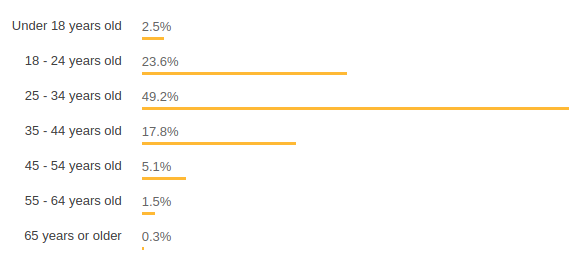 Under 18 years old 2.5%
18 - 24 years old 23.6%
25 - 34 years old 49.2%
35 - 44 years old 17.8%
45 - 54 years old 5.1%
55 - 64 years old 1.5%
65 years or older 0.3%